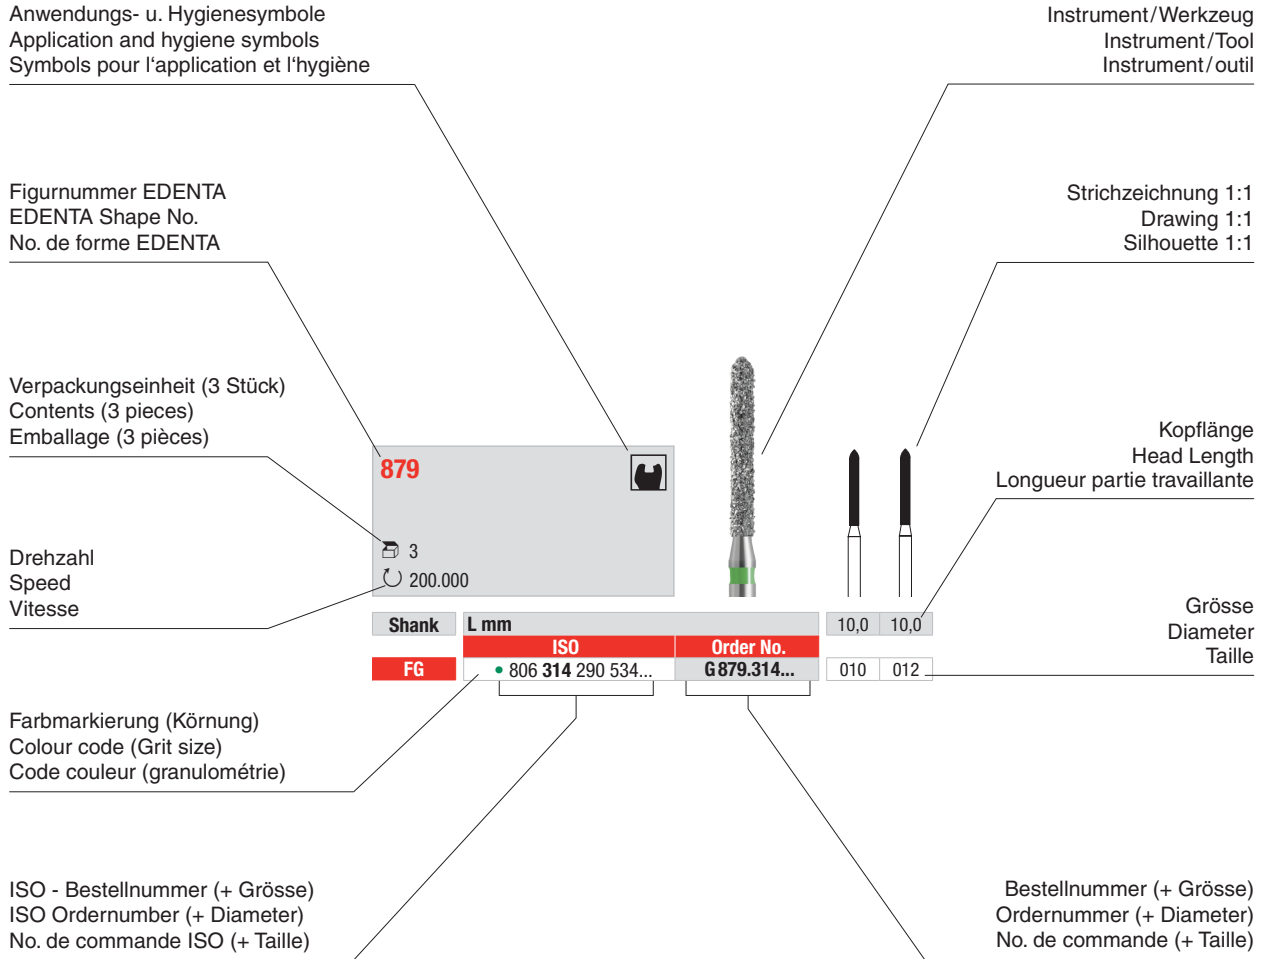 Anwendungs- u. Hygienesymbole
Application and hygiene symbols
Symbols pour l'application et l'hygiène
Instrument/Werkzeug
Instrument/Tool
Instrument/outil
Figurnummer EDENTA
EDENTA Shape No.
No. de forme EDENTA
Strichzeichnung 1:1
Drawing 1:1
Silhouette 1:1
Verpackungseinheit (3 Stück)
Contents (3 pieces)
Emballage (3 pièces)
Kopflänge
Head Length
Longueur partie travaillante
879
3
200.000
Drehzahl
Speed
Vitesse
Grösse
Diameter
Taille
Shank L mm 10,0 10,0
ISO Order No.
FG 806 314 290 534... G879.314... 010 012
Farbmarkierung (Körnung)
Colour code (Grit size)
Code couleur (granulométrie)
ISO - Bestellnummer (+ Grösse)
ISO Ordernumber (+ Diameter)
No. de commande ISO (+ Taille)
Bestellnummer (+ Grösse)
Ordernummer (+ Diameter)
No. de commande (+ Taille)